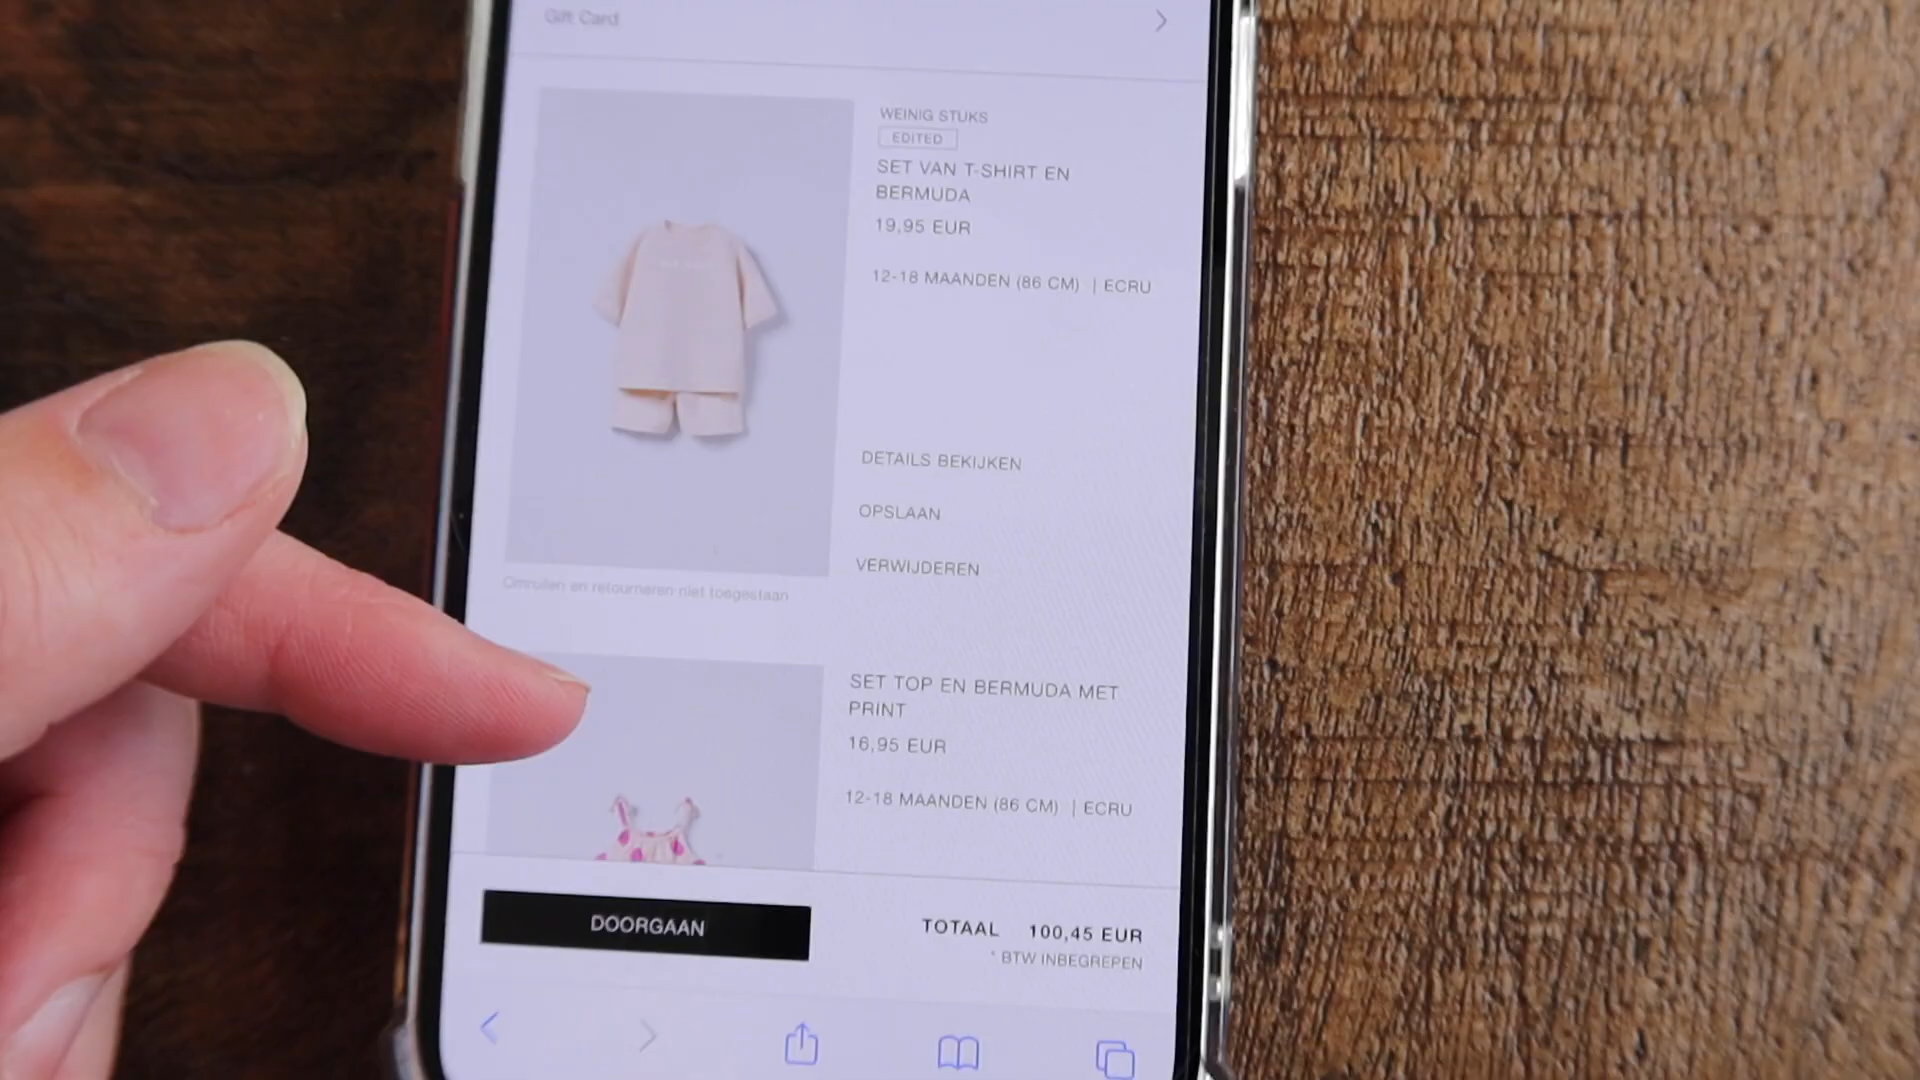 Gift Card
WEINIG STUKS
EDITED
SET VAN T-SHIRT EN
BERMUDA
19,95 EUR
12-18 MAANDEN (86 CM) | ECRU
DETAILS BEKIJKEN
OPSLAAN
VERWIJDEREN
Omruilen en retourneren niet toegestaan
SET TOP EN BERMUDA MET
PRINT
16,95 EUR
12-18 MAANDEN (86 CM) | ECRU
DOORGAAN
TOTAAL 100,45 EUR
* BTW INBEGREPEN